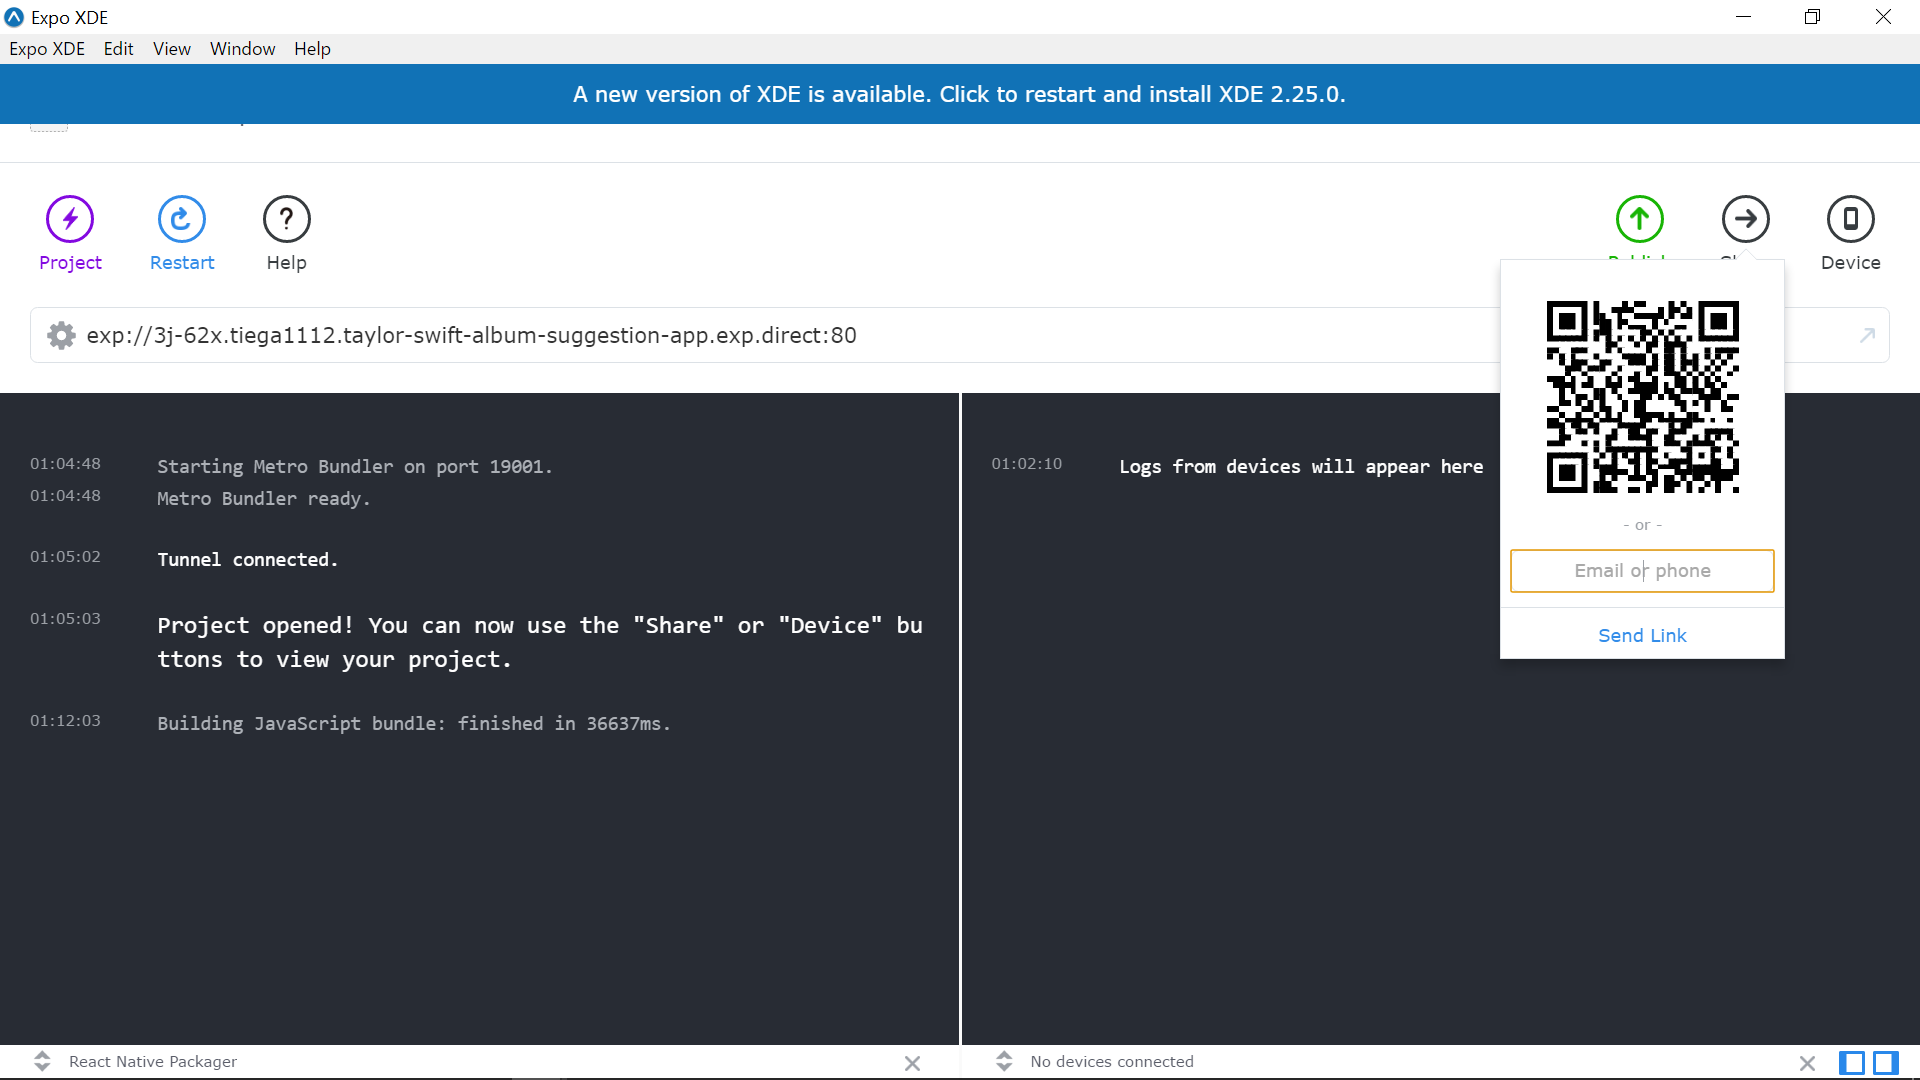 Expo XDE
Expo XDE Edit View Window Help
A new version of XDE is available. Click to restart and install XDE 2.25.0.
Project Restart Help Device
exp://3j-62x.tiega1112.taylor-swift-album-suggestion-app.exp.direct:80
01:04:48 Starting Metro Bundler on port 19001.
01:04:48 Metro Bundler ready.
01:05:02 Tunnel connected.
01:05:03 Project opened! You can now use the "Share" or "Device" bu
ttons to view your project.
01:12:03 Building JavaScript bundle: finished in 36637ms.
01:02:10 Logs from devices will appear here
- or -
Email or phone
Send Link
React Native Packager
No devices connected